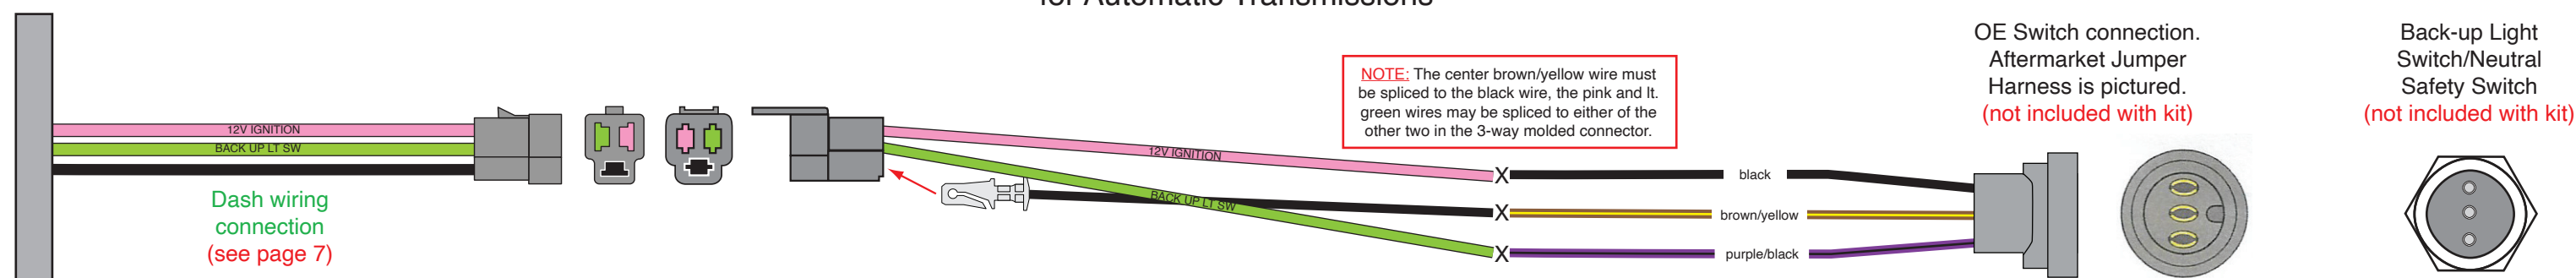 for Automatic Transmissions
12V IGNITION
BACK UP LT SW
Dash wiring
connection
(see page 7)
12V IGNITION
BACK UP LT SW
NOTE: The center brown/yellow wire must
be spliced to the black wire, the pink and lt.
green wires may be spliced to either of the
other two in the 3-way molded connector.
X
X
X
black
brown/yellow
purple/black
OE Switch connection.
Aftermarket Jumper
Harness is pictured.
(not included with kit)
Back-up Light
Switch/Neutral
Safety Switch
(not included with kit)